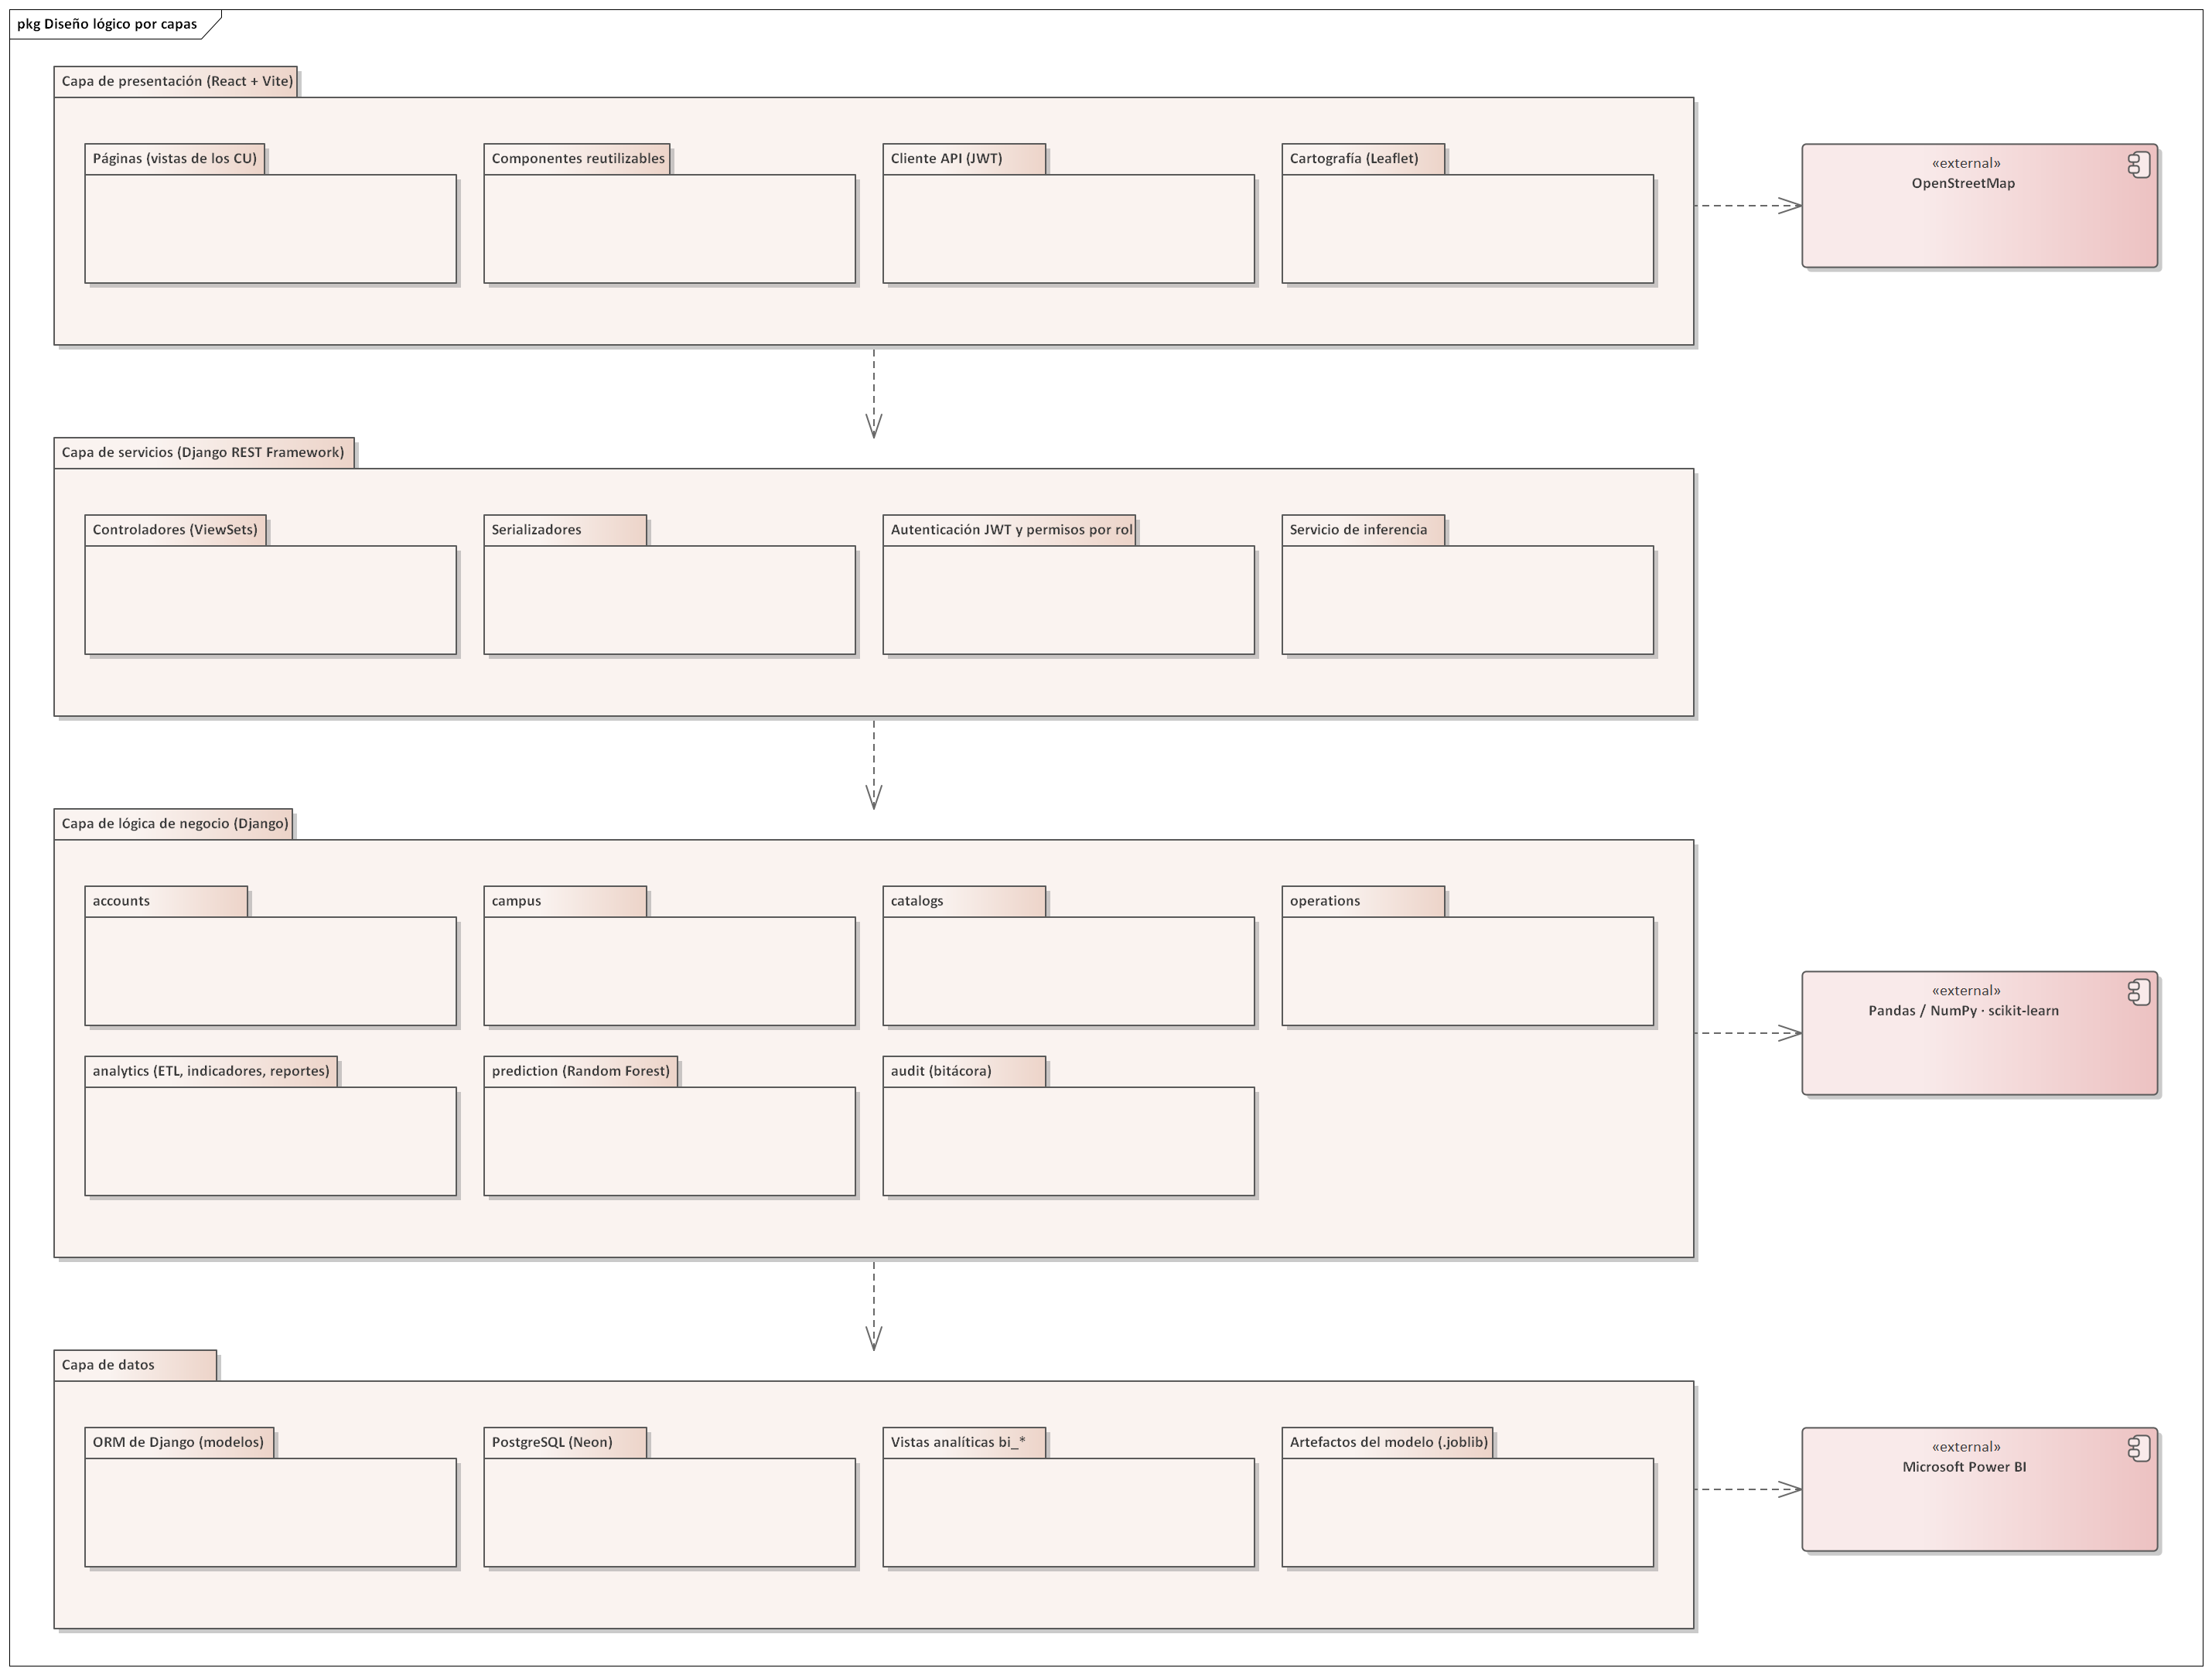 pkg Diseño lógico por capas
Capa de presentación (React + Vite)
Páginas (vistas de los CU)
Componentes reutilizables
Cliente API (JWT)
Cartografía (Leaflet)
«external»
OpenStreetMap
Capa de servicios (Django REST Framework)
Controladores (ViewSets)
Serializadores
Autenticación JWT y permisos por rol
Servicio de inferencia
Capa de lógica de negocio (Django)
accounts
campus
catalogs
operations
«external»
Pandas / NumPy · scikit-learn
analytics (ETL, indicadores, reportes)
prediction (Random Forest)
audit (bitácora)
Capa de datos
ORM de Django (modelos)
PostgreSQL (Neon)
Vistas analíticas bi_*
Artefactos del modelo (.joblib)
«external»
Microsoft Power BI